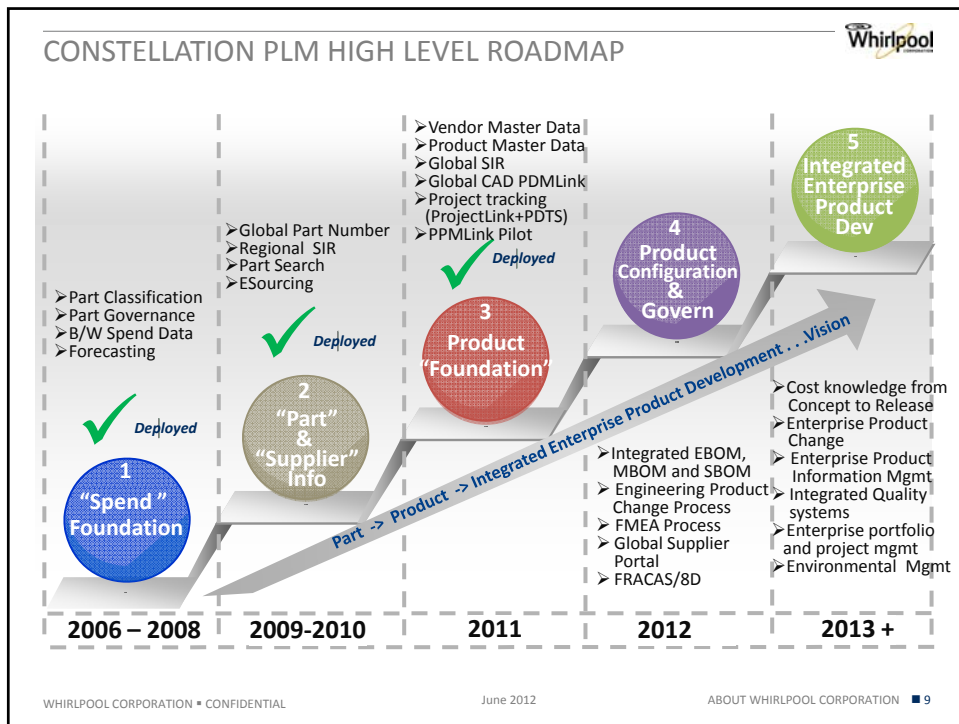 CONSTELLATION PLM HIGH LEVEL ROADMAP
Whirlpool
CORPORATION
➢Part Classification
➢Part Governance
➢B/W Spend Data
➢Forecasting
Deployed
1
“Spend ”
Foundation
2006 – 2008
➢Global Part Number
➢Regional SIR
➢Part Search
➢ESourcing
Deployed
2
“Part”
&
“Supplier”
Info
2009-2010
➢Vendor Master Data
➢Product Master Data
➢Global SIR
➢Global CAD PDMLink
➢Project tracking
(ProjectLink+PDTS)
➢PPMLink Pilot
Deployed
3
Product
“Foundation”
2011
4
Product
Configuration
&
Govern
➢Integrated EBOM,
MBOM and SBOM
➢ Engineering Product
Change Process
➢ FMEA Process
➢ Global Supplier
Portal
➢ FRACAS/8D
2012
5
Integrated
Enterprise
Product
Dev
➢Cost knowledge from
Concept to Release
➢Enterprise Product
Change
➢ Enterprise Product
Information Mgmt
➢Integrated Quality
systems
➢Enterprise portfolio
and project mgmt
➢Environmental Mgmt
2013 +
Part -> Product -> Integrated Enterprise Product Development . . .Vision
WHIRLPOOL CORPORATION ▪ CONFIDENTIAL
June 2012
ABOUT WHIRLPOOL CORPORATION ■ 9